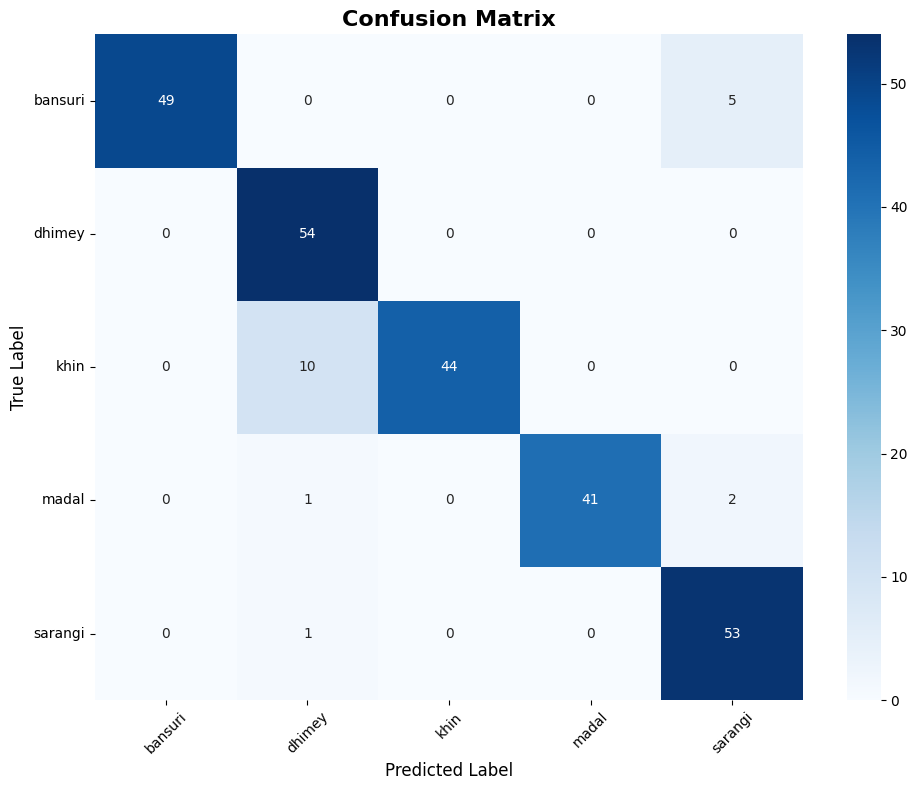 Confusion Matrix
True Label
bansuri 49 0 0 0 5
dhimey 0 54 0 0 0
khin 0 10 44 0 0
madal 0 1 0 41 2
sarangi 0 1 0 0 53
bansuri dhimey khin madal sarangi
Predicted Label
50
40
30
20
10
0